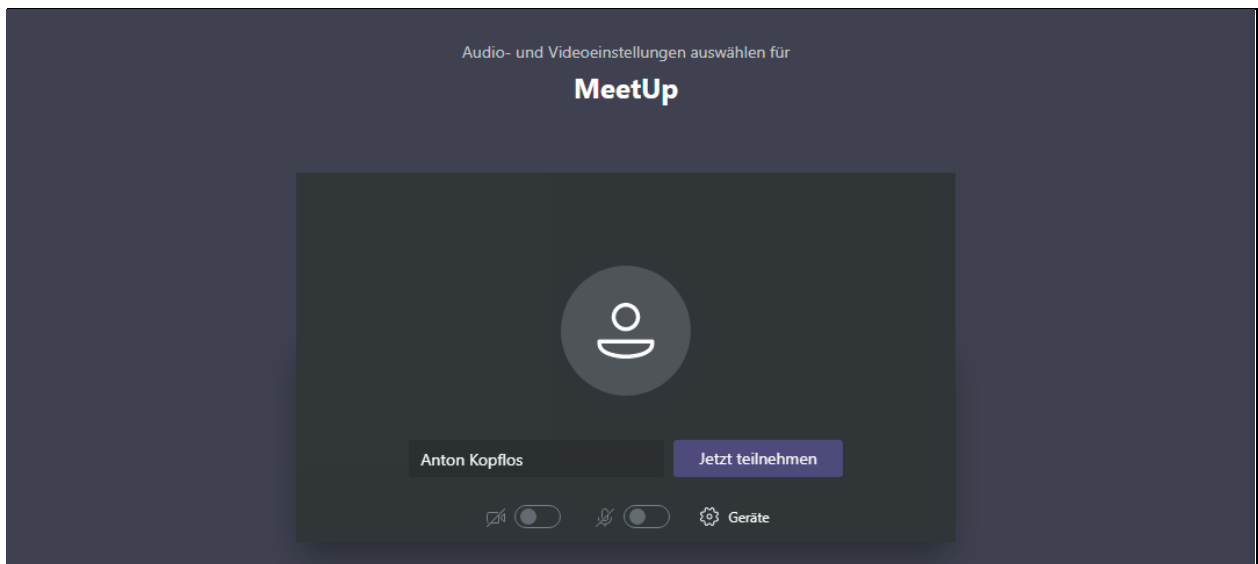 Audio- und Videoeinstellungen auswählen für
MeetUp
Anton Kopflos
Jetzt teilnehmen
Geräte